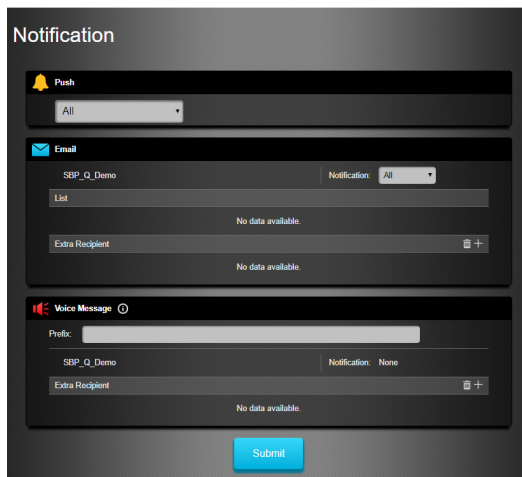 Notification
Push
All
Email
SBP_Q_Demo Notification: All
List
No data available.
Extra Recipient
No data available.
Voice Message
Prefix:
SBP_Q_Demo Notification: None
Extra Recipient
No data available.
Submit